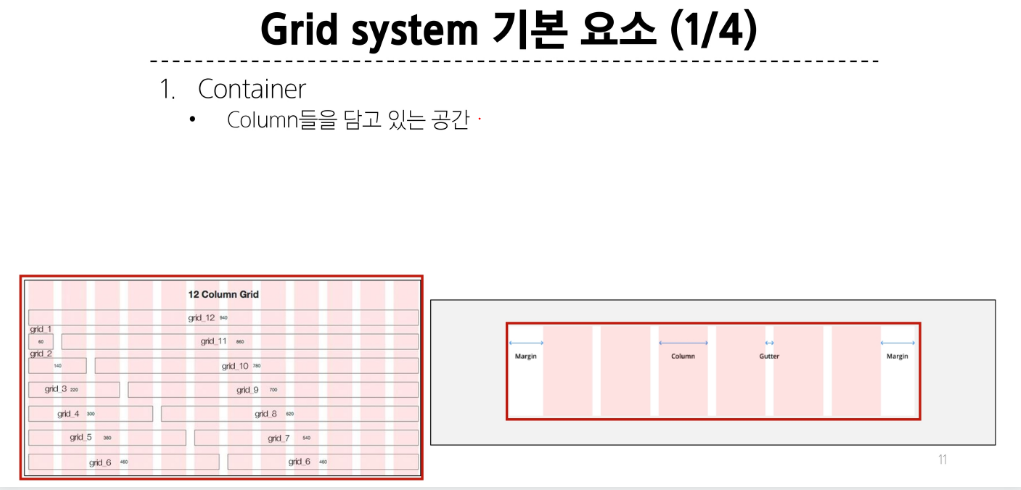 Grid system 기본 요소 (1/4)
1. Container
• Column들을 담고 있는 공간
12 Column Grid
grid_12 940
grid_1
60
grid_11 860
grid_2
140
grid_10 780
grid_3 220
grid_9 700
grid_4 300
grid_8 620
grid_5 380
grid_7 540
grid_6 460
grid_6 460
Margin Column Gutter Margin
11